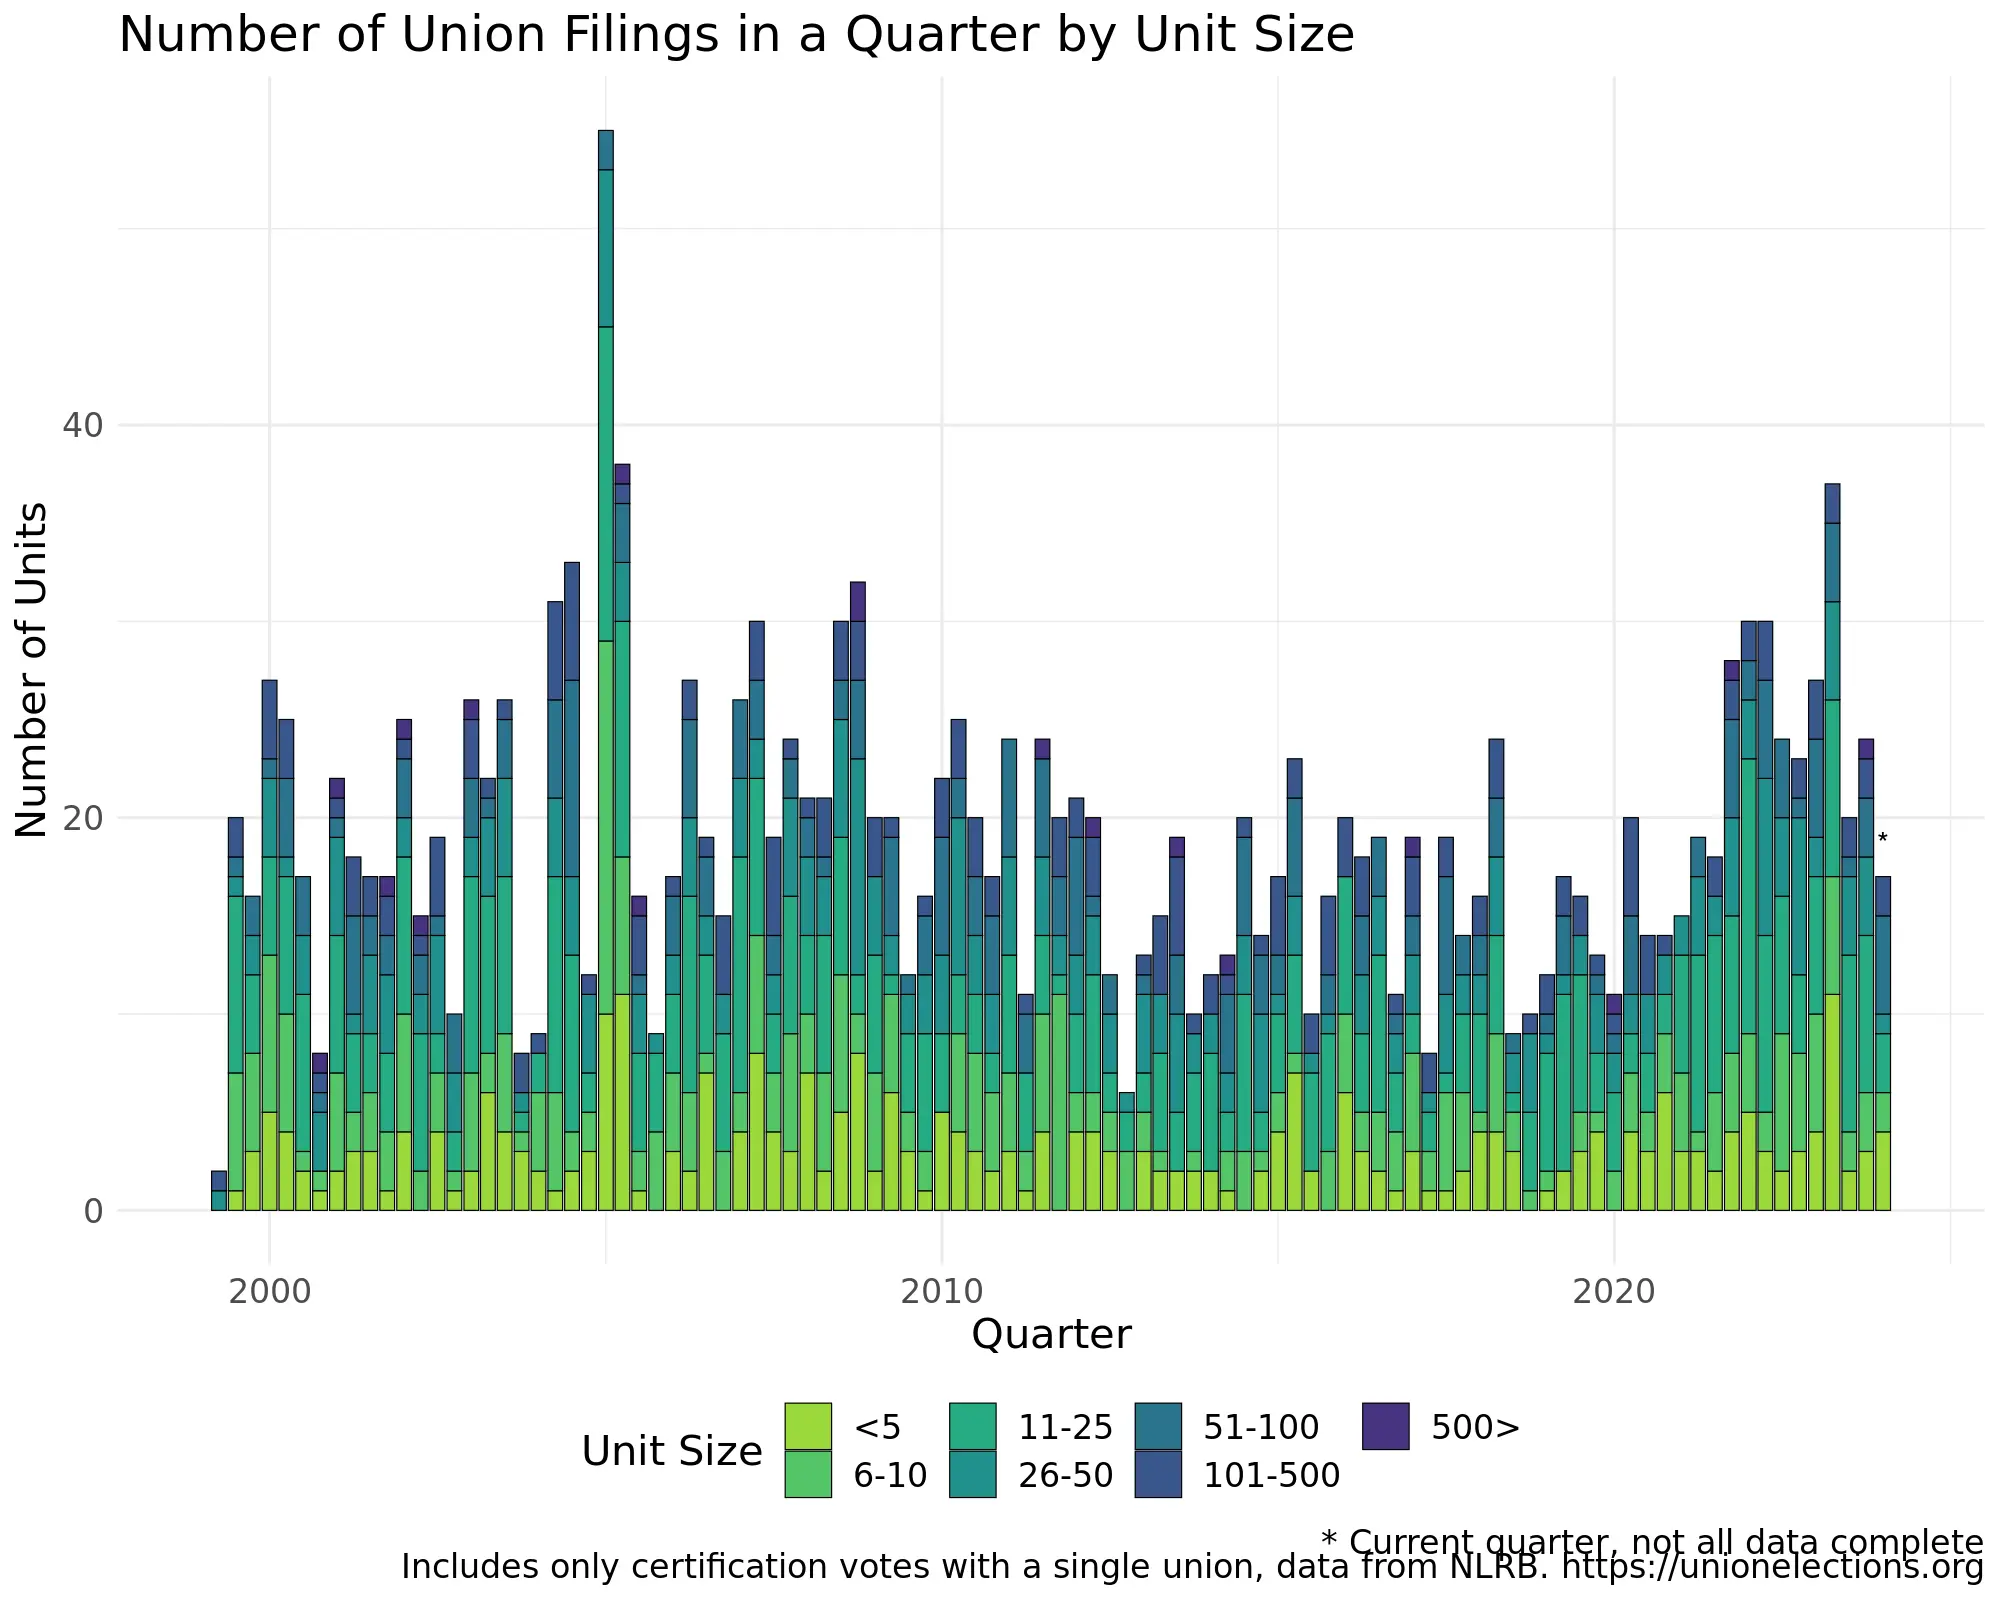 Number of Union Filings in a Quarter by Unit Size
Number of Units
40
20
0
*
2000
2010
2020
Quarter
Unit Size
<5
11-25
51-100
500>
6-10
26-50
101-500
* Current quarter, not all data complete
Includes only certification votes with a single union, data from NLRB. https://unionelections.org